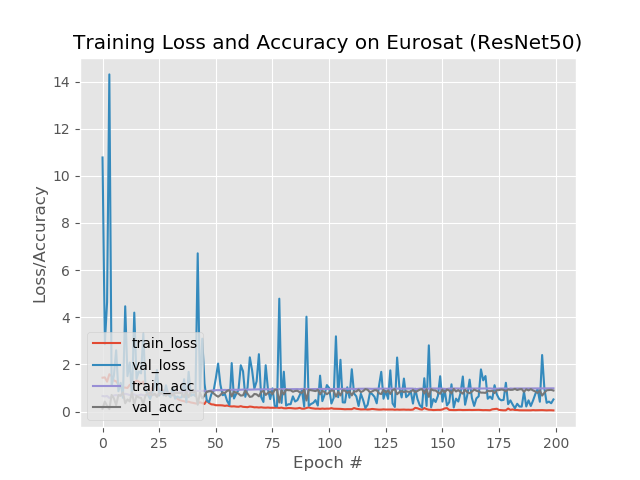 Training Loss and Accuracy on Eurosat (ResNet50)
14
12
10
8
6
4
2
0
Loss/Accuracy
train_loss
val_loss
train_acc
val_acc
0 25 50 75 100 125 150 175 200
Epoch #